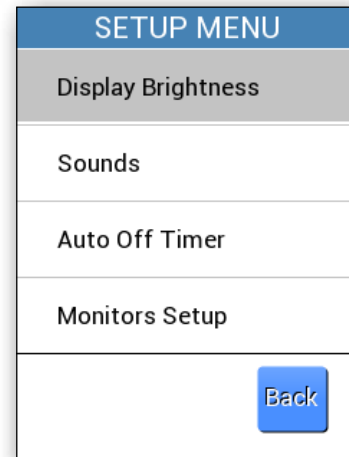 SETUP MENU
Display Brightness
Sounds
Auto Off Timer
Monitors Setup
Back